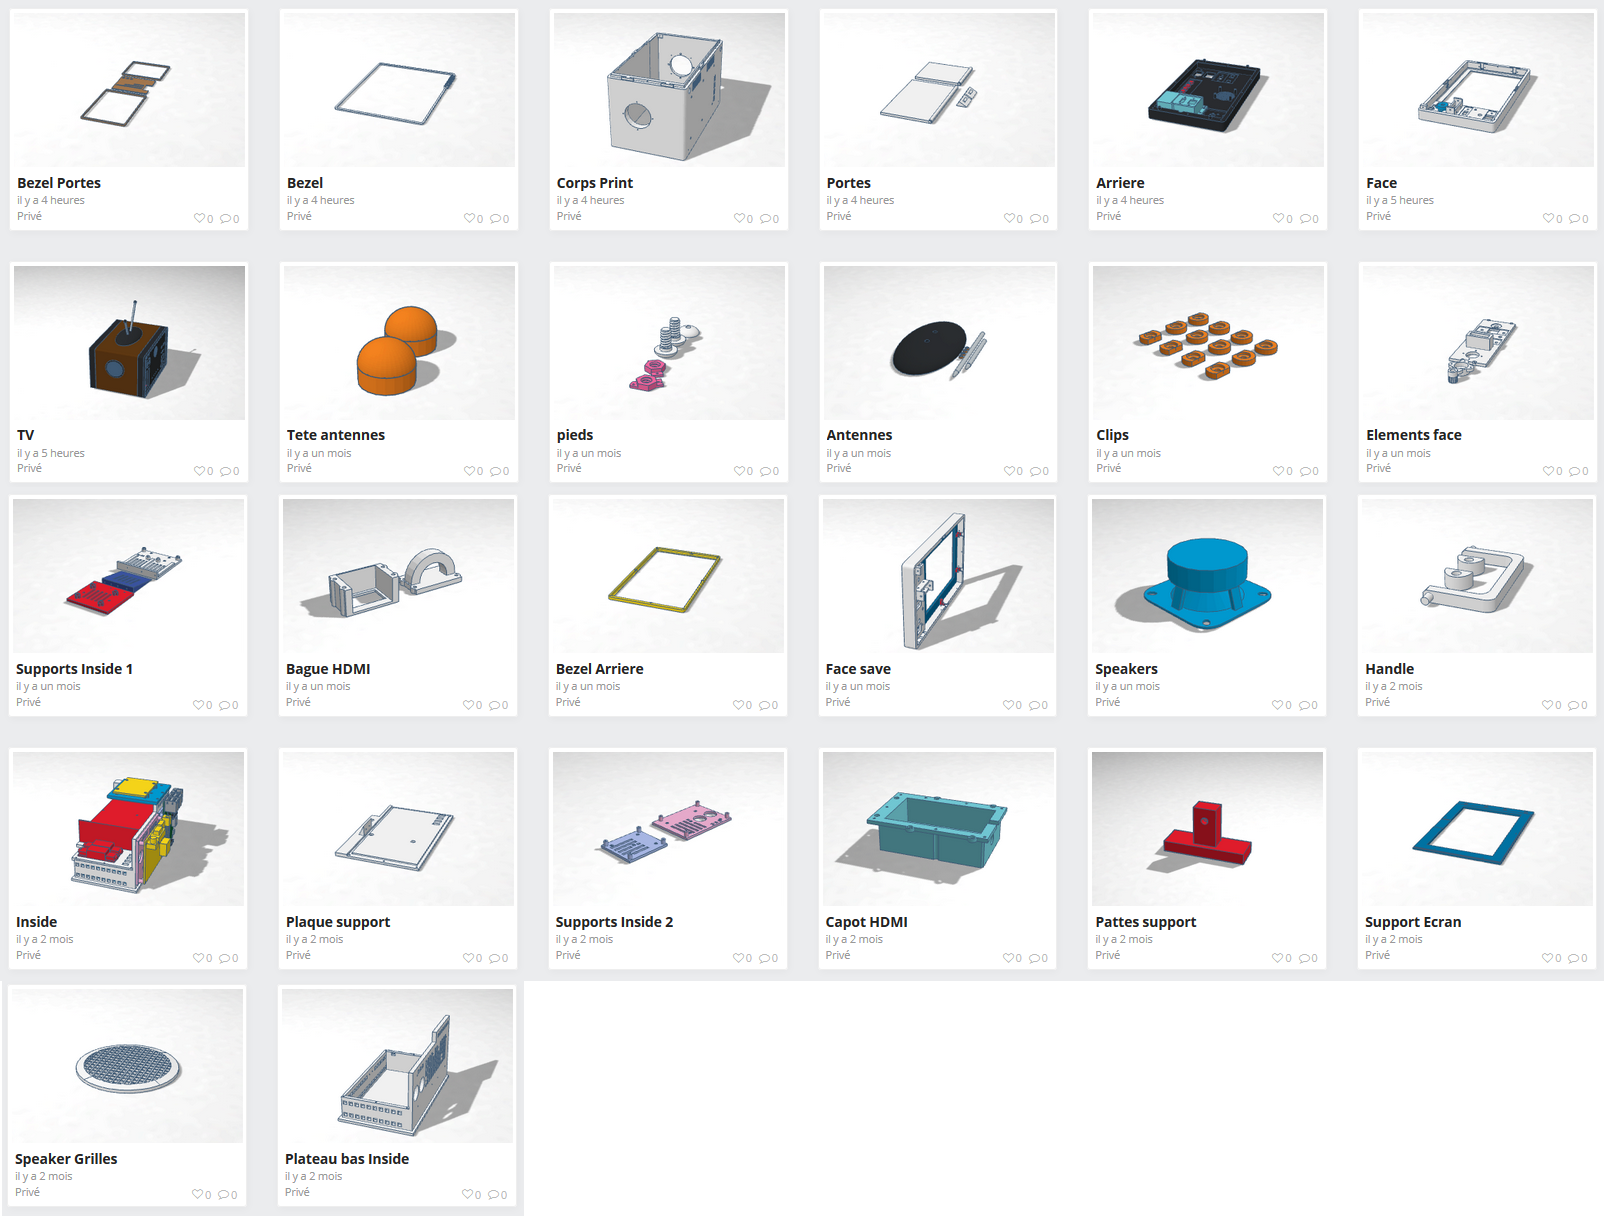 Bezel Portes
il y a 4 heures
Privé
0 0
Bezel
il y a 4 heures
Privé
0 0
Corps Print
il y a 4 heures
Privé
0 0
Portes
il y a 4 heures
Privé
0 0
Arriere
il y a 4 heures
Privé
0 0
Face
il y a 5 heures
Privé
0 0
TV
il y a 5 heures
Privé
0 0
Tete antennes
il y a un mois
Privé
0 0
pieds
il y a un mois
Privé
0 0
Antennes
il y a un mois
Privé
0 0
Clips
il y a un mois
Privé
0 0
Elements face
il y a un mois
Privé
0 0
Supports Inside 1
il y a un mois
Privé
0 0
Bague HDMI
il y a un mois
Privé
0 0
Bezel Arriere
il y a un mois
Privé
0 0
Face save
il y a un mois
Privé
0 0
Speakers
il y a un mois
Privé
0 0
Handle
il y a 2 mois
Privé
0 0
Inside
il y a 2 mois
Privé
0 0
Plaque support
il y a 2 mois
Privé
0 0
Supports Inside 2
il y a 2 mois
Privé
0 0
Capot HDMI
il y a 2 mois
Privé
0 0
Pattes support
il y a 2 mois
Privé
0 0
Support Ecran
il y a 2 mois
Privé
0 0
Speaker Grilles
il y a 2 mois
Privé
0 0
Plateau bas Inside
il y a 2 mois
Privé
0 0